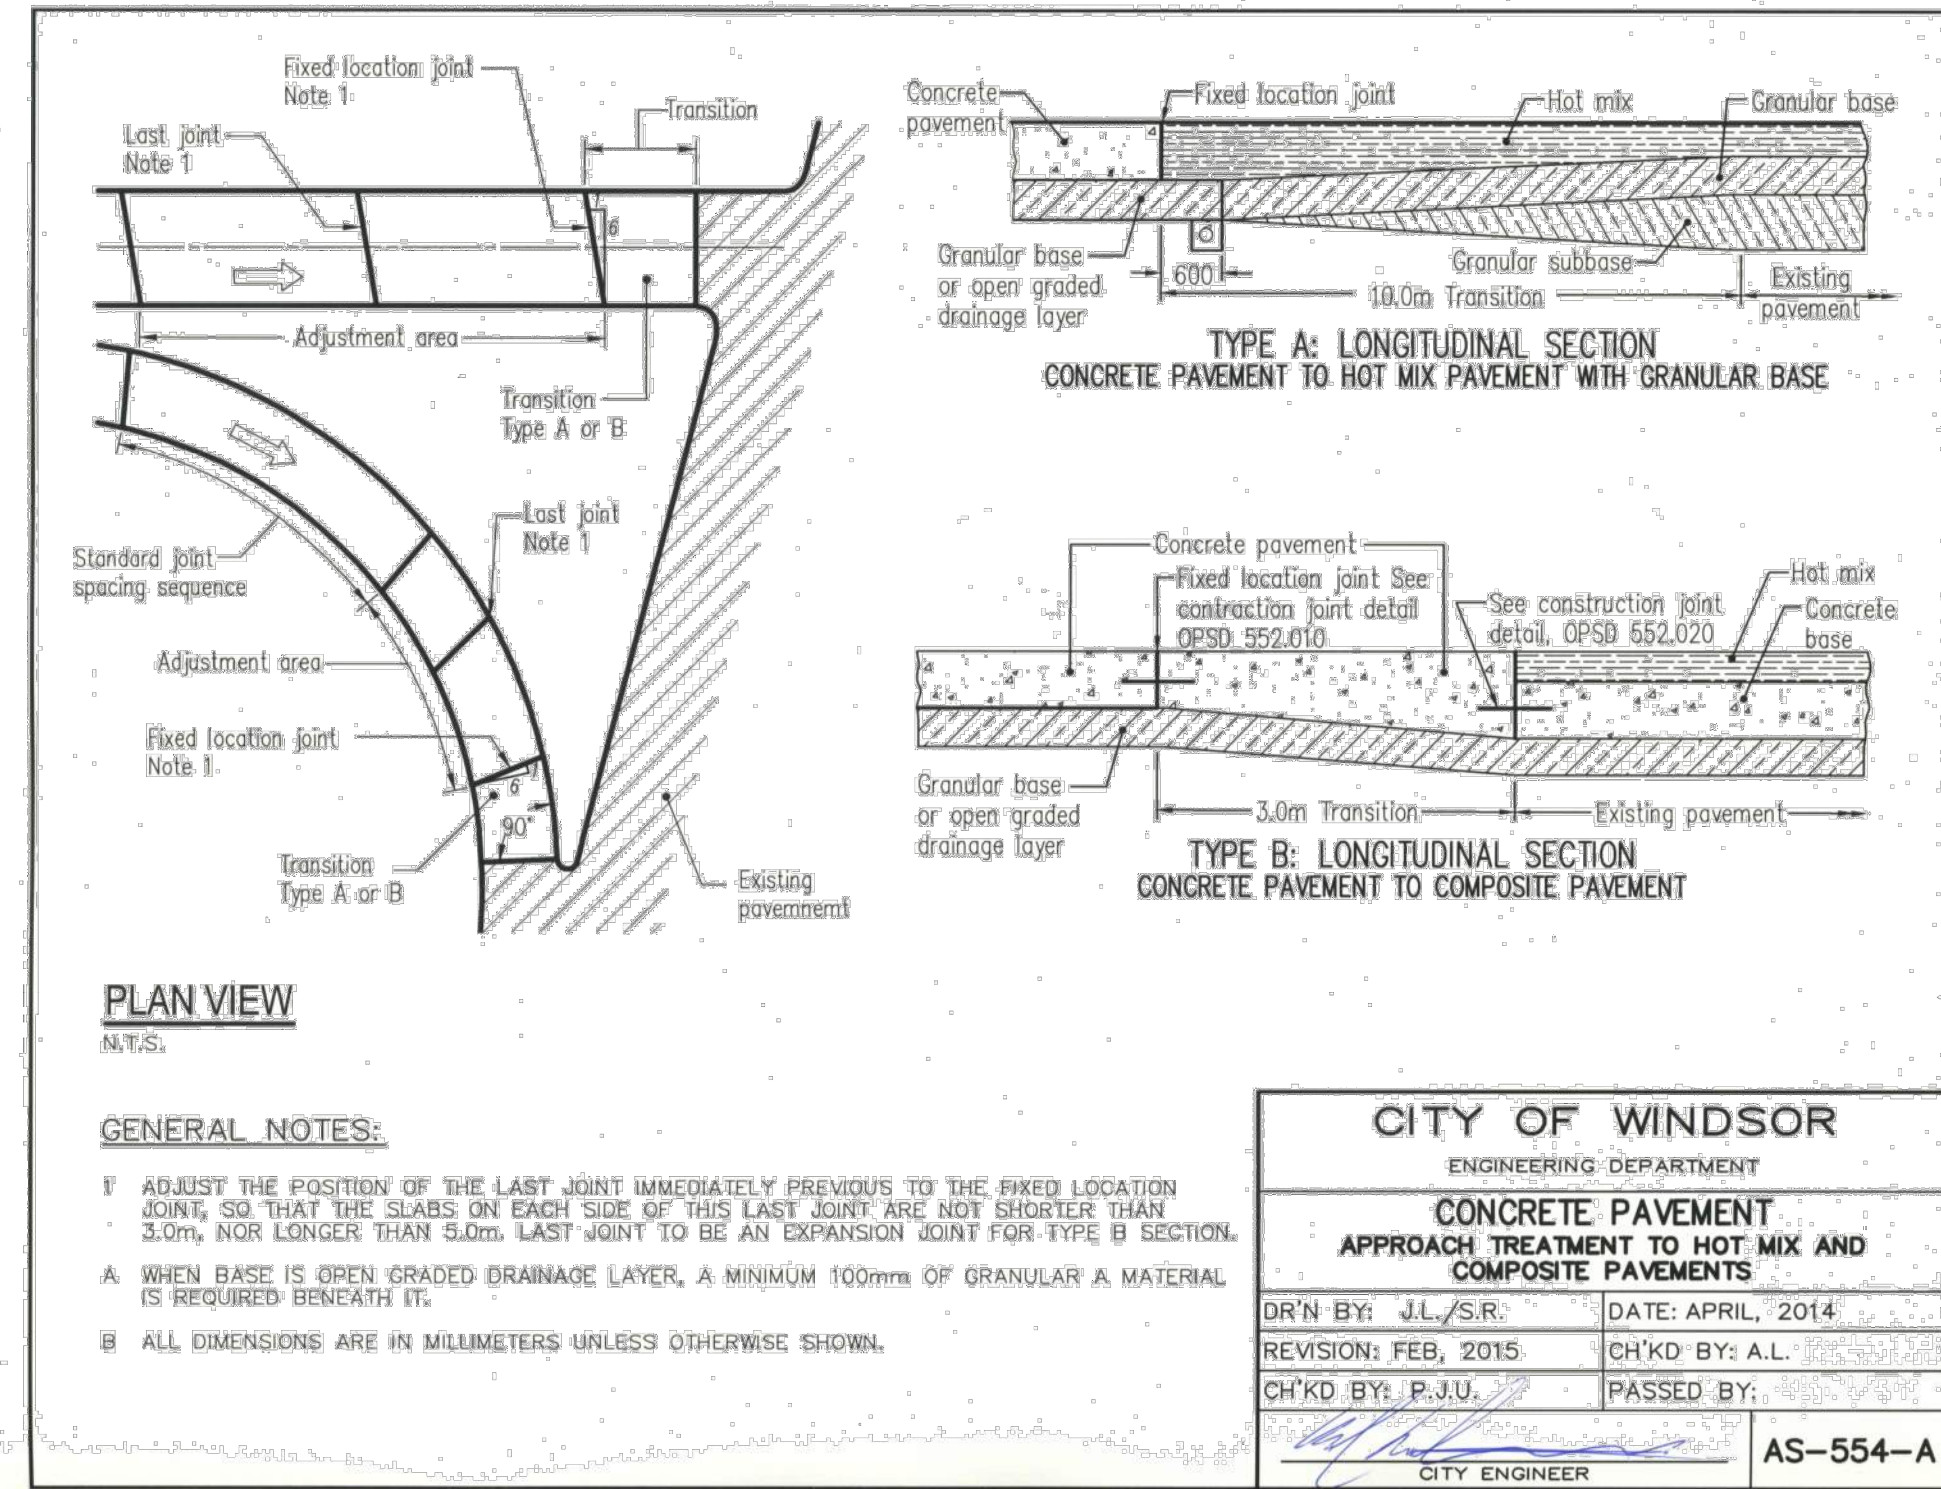 Fixed location joint
Note 1
Transition
Last joint
Note 1
6
Adjustment area
Transition
Type A or B
Last joint
Note 1
Standard joint
spacing sequence
Adjustment area
Fixed location joint
Note 1
6
90°
Transition
Type A or B
Existing
pavemnemt
Concrete
pavement
Fixed location joint
Hot mix
Granular base
Granular base
or open graded
drainage layer
600
Granular subbase
10.0m Transition
Existing
pavement
TYPE A: LONGITUDINAL SECTION
CONCRETE PAVEMENT TO HOT MIX PAVEMENT WITH GRANULAR BASE
Concrete pavement
Fixed location joint See
contraction joint detail
OPSD 552.010
See construction joint
detail, OPSD 552.020
Hot mix
Concrete
base
Granular base
or open graded
drainage layer
3.0m Transition
Existing pavement
TYPE B: LONGITUDINAL SECTION
CONCRETE PAVEMENT TO COMPOSITE PAVEMENT
PLAN VIEW
N.T.S.
GENERAL NOTES:
1 ADJUST THE POSITION OF THE LAST JOINT IMMEDIATELY PREVIOUS TO THE FIXED LOCATION
JOINT, SO THAT THE SLABS ON EACH SIDE OF THIS LAST JOINT ARE NOT SHORTER THAN
3.0m, NOR LONGER THAN 5.0m. LAST JOINT TO BE AN EXPANSION JOINT FOR TYPE B SECTION.
A WHEN BASE IS OPEN GRADED DRAINAGE LAYER, A MINIMUM 100mm OF GRANULAR A MATERIAL
IS REQUIRED BENEATH IT.
B ALL DIMENSIONS ARE IN MILLIMETERS UNLESS OTHERWISE SHOWN.
CITY OF WINDSOR
ENGINEERING DEPARTMENT
CONCRETE PAVEMENT
APPROACH TREATMENT TO HOT MIX AND
COMPOSITE PAVEMENTS
DR'N BY: J.L./S.R.
DATE: APRIL, 2014
REVISION: FEB, 2015
CH'KD BY: A.L.
CH'KD BY: P.J.U.
PASSED BY:
CITY ENGINEER
AS-554-A